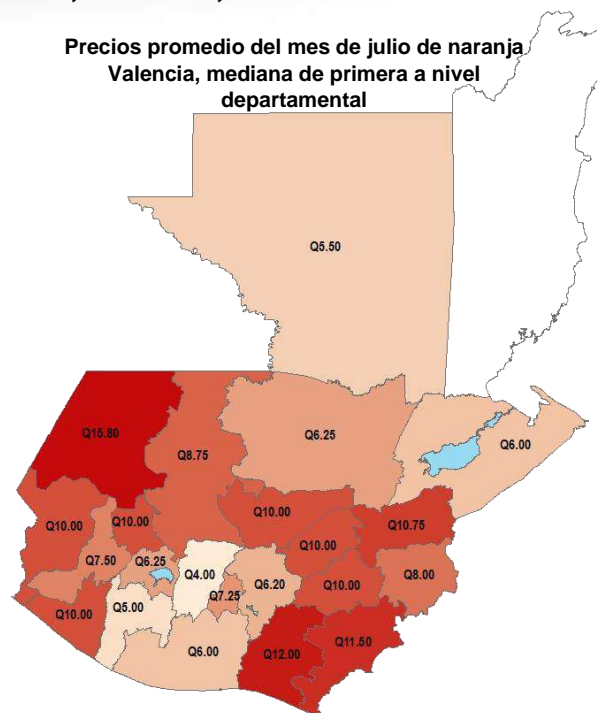 Precios promedio del mes de julio de naranja
Valencia, mediana de primera a nivel
departamental
Q5.50
Q15.80
Q8.75
Q6.25
Q6.00
Q10.00
Q10.00
Q10.00
Q10.75
Q10.00
Q7.50
Q6.25
Q4.00
Q6.20
Q10.00
Q8.00
Q7.25
Q10.00
Q5.00
Q11.50
Q6.00
Q12.00